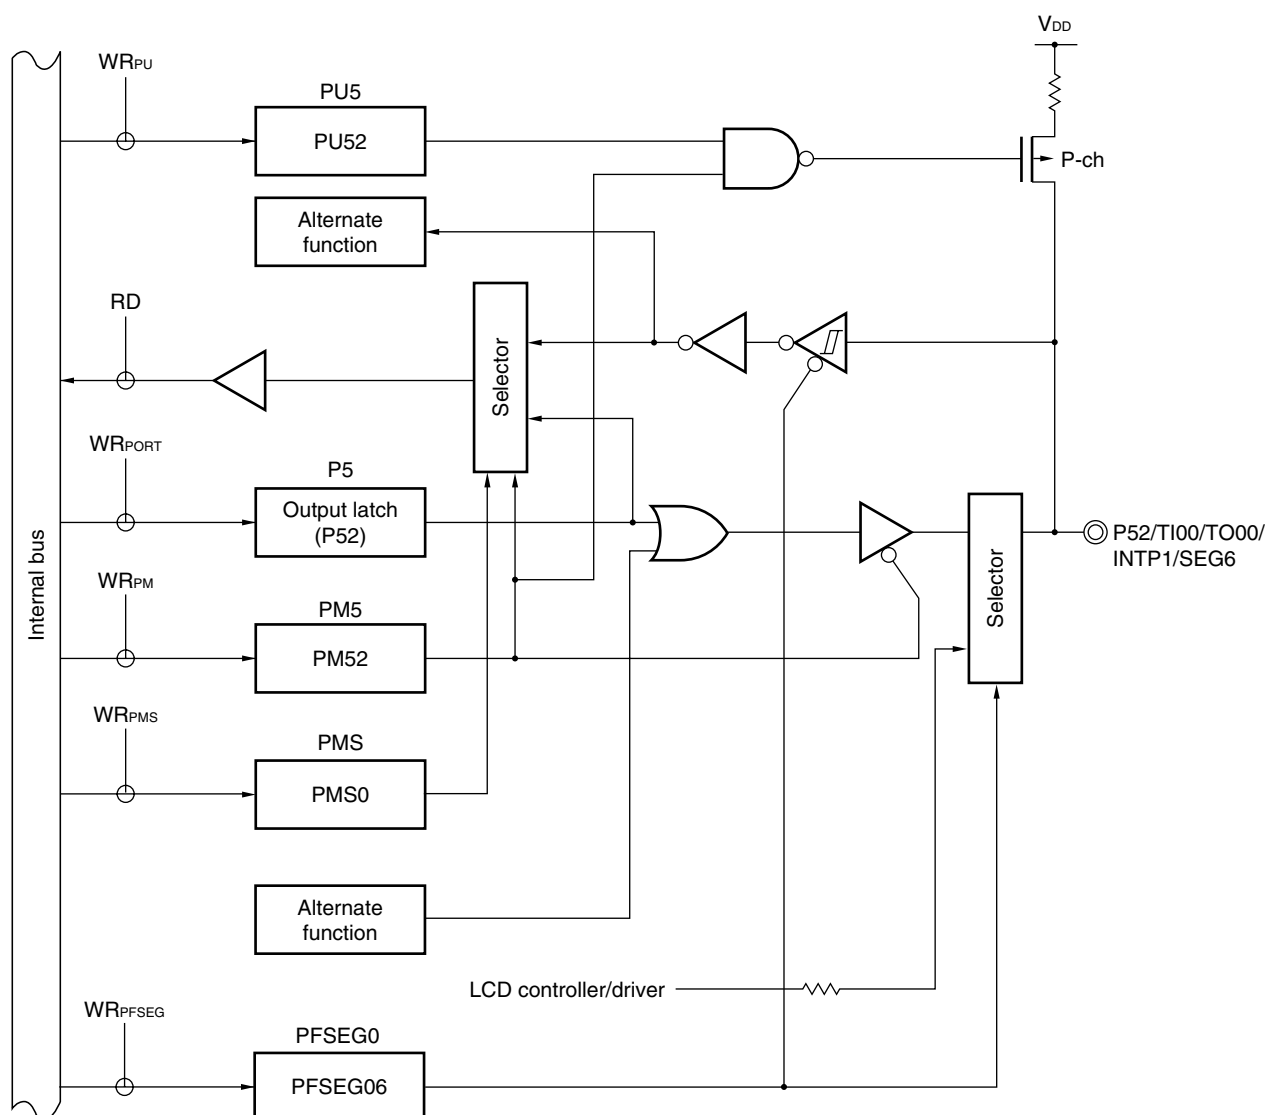 VDD
WRPU
PU5
PU52
P-ch
Alternate
function
RD
Selector
WRPORT
P5
Output latch
(P52)
P52/TI00/TO00/
INTP1/SEG6
Internal bus
WRPM
PM5
PM52
Selector
WRPMS
PMS
PMS0
Alternate
function
LCD controller/driver
WRPFSEG
PFSEG0
PFSEG06